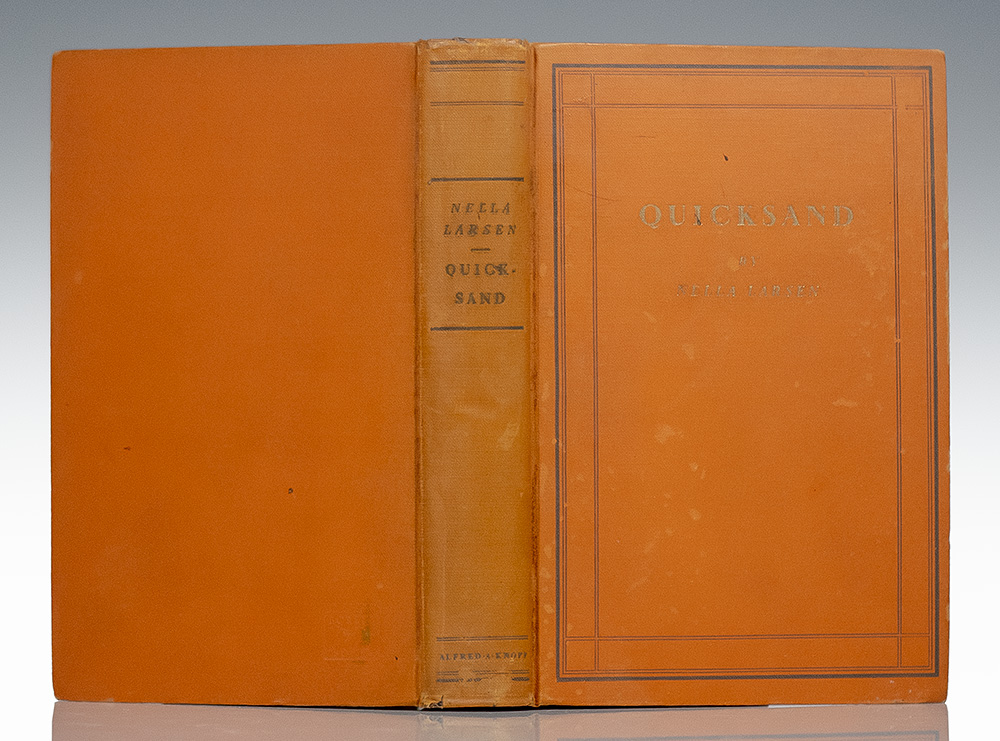 NELLA
LARSEN
QUICK-
SAND
ALFRED·A·KNOPF
QUICKSAND
BY
NELLA LARSEN